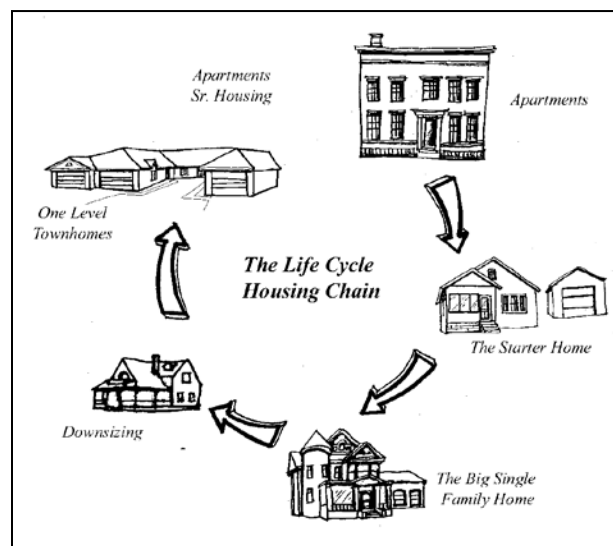 Apartments
Sr. Housing
Apartments
One Level
Townhomes
The Life Cycle
Housing Chain
The Starter Home
Downsizing
The Big Single
Family Home